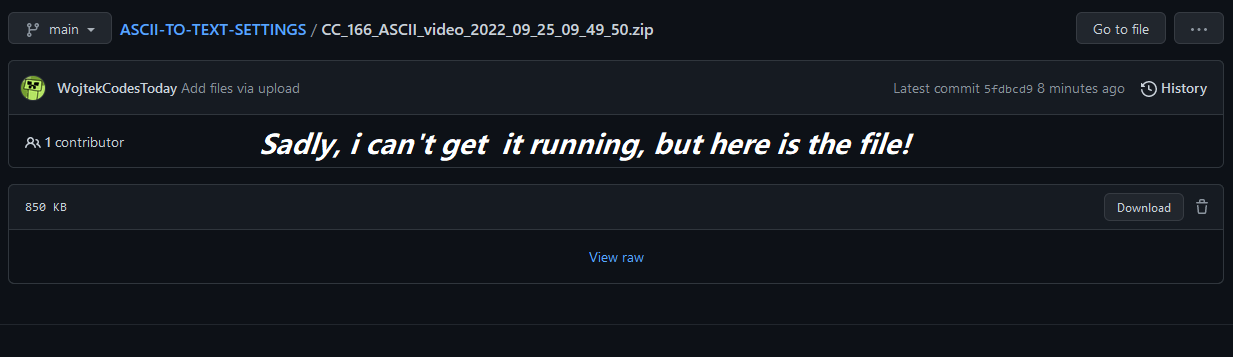 main ASCII-TO-TEXT-SETTINGS / CC_166_ASCII_video_2022_09_25_09_49_50.zip Go to file ...
WojtekCodesToday Add files via upload Latest commit 5fdbcd9 8 minutes ago History
1 contributor Sadly, i can't get it running, but here is the file!
850 KB Download
View raw